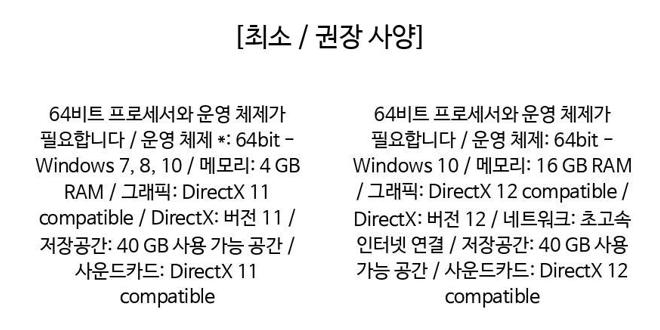 [최소 / 권장 사양]
64비트 프로세서와 운영 체제가
필요합니다 / 운영 체제 *: 64bit -
Windows 7, 8, 10 / 메모리: 4 GB
RAM / 그래픽: DirectX 11
compatible / DirectX: 버전 11 /
저장공간: 40 GB 사용 가능 공간 /
사운드카드: DirectX 11
compatible
64비트 프로세서와 운영 체제가
필요합니다 / 운영 체제: 64bit -
Windows 10 / 메모리: 16 GB RAM
/ 그래픽: DirectX 12 compatible /
DirectX: 버전 12 / 네트워크: 초고속
인터넷 연결 / 저장공간: 40 GB 사용
가능 공간 / 사운드카드: DirectX 12
compatible